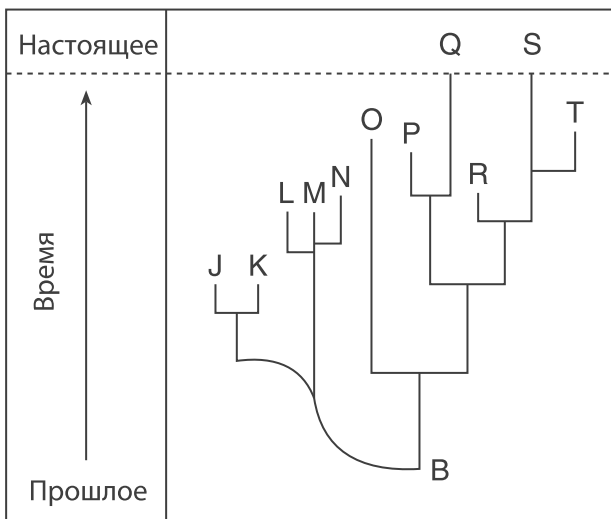 Настоящее
Q S
O P T
L M N R
J K
Время
B
Прошлое